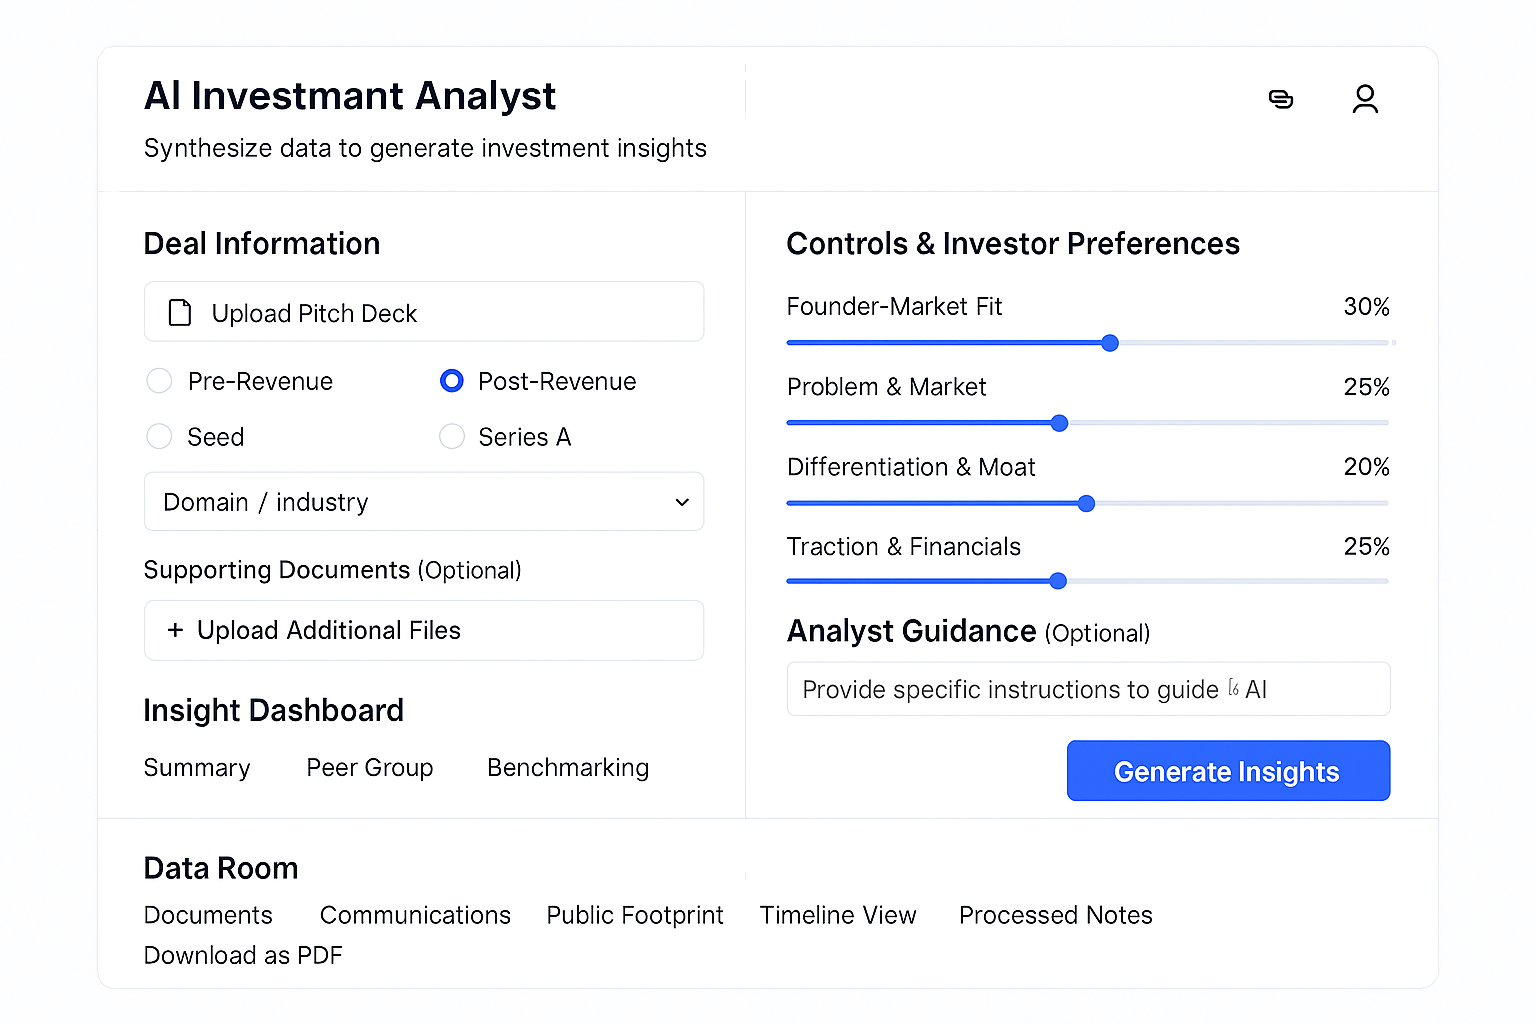 AI Investmant Analyst
Synthesize data to generate investment insights
Deal Information
Upload Pitch Deck
Pre-Revenue
Post-Revenue
Seed
Series A
Domain / industry
Supporting Documents (Optional)
+ Upload Additional Files
Insight Dashboard
Summary Peer Group Benchmarking
Controls & Investor Preferences
Founder-Market Fit 30%
Problem & Market 25%
Differentiation & Moat 20%
Traction & Financials 25%
Analyst Guidance (Optional)
Provide specific instructions to guide AI
Generate Insights
Data Room
Documents Communications Public Footprint Timeline View Processed Notes
Download as PDF